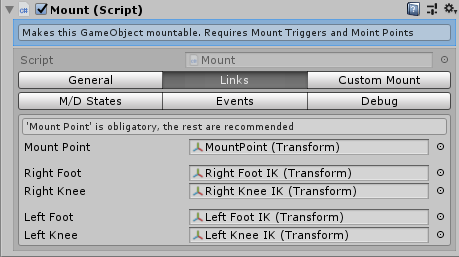 Mount (Script)
Makes this GameObject mountable. Requires Mount Triggers and Moint Points
Script Mount
General Links Custom Mount
M/D States Events Debug
'Mount Point' is obligatory, the rest are recommended
Mount Point MountPoint (Transform)
Right Foot Right Foot IK (Transform)
Right Knee Right Knee IK (Transform)
Left Foot Left Foot IK (Transform)
Left Knee Left Knee IK (Transform)